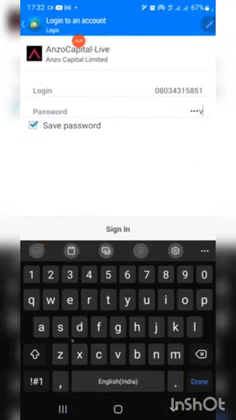 17:32
67%
Login to an account
Login
AnzoCapital-Live
Anzo Capital Limited
Login 08034315851
Password •••v
Save password
Sign In
1 2 3 4 5 6 7 8 9 0
q w e r t y u i o p
a s d f g h j k l
z x c v b n m
!#1 , English(India) . Done
InShOt